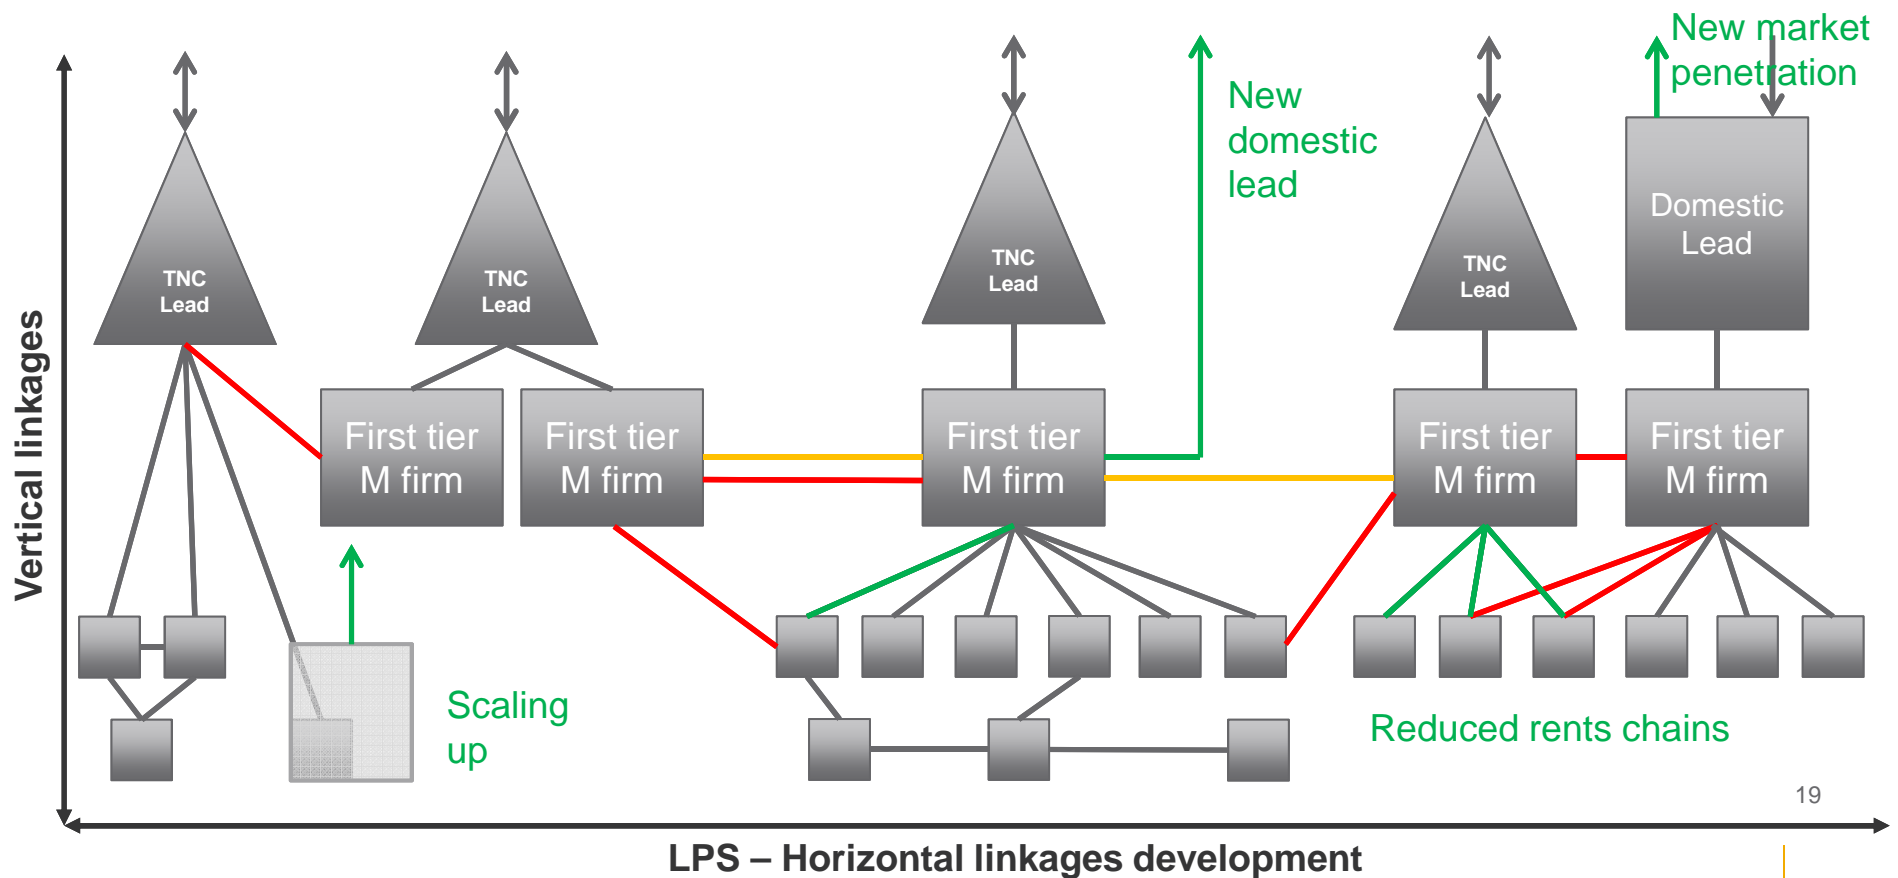 New market
penetration
New
domestic
lead
Domestic
Lead
TNC
Lead
TNC
Lead
TNC
Lead
TNC
Lead
Vertical linkages
First tier
M firm
First tier
M firm
First tier
M firm
First tier
M firm
First tier
M firm
Scaling
up
Reduced rents chains
19
LPS – Horizontal linkages development